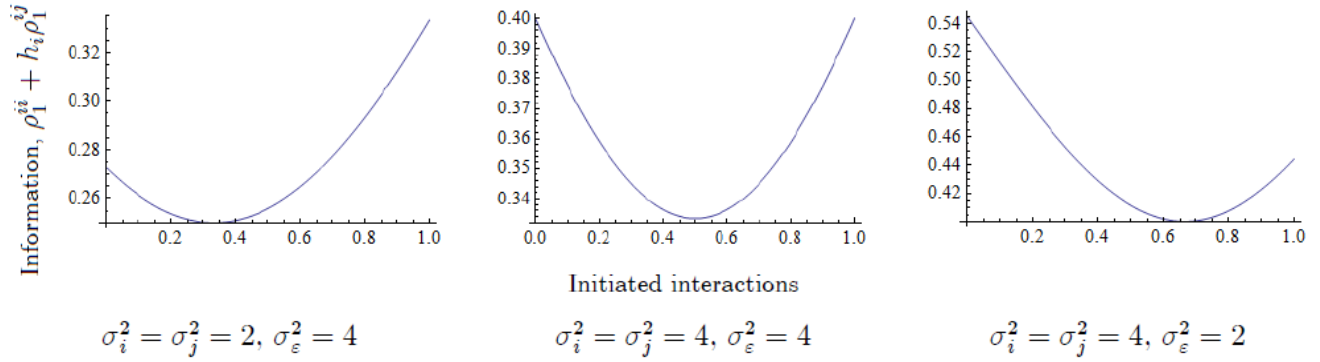 Information, ρ₁ⁱⁱ + hᵢρ₁ⁱʲ
0.32
0.30
0.28
0.26
0.2 0.4 0.6 0.8 1.0
0.40
0.39
0.38
0.37
0.36
0.35
0.34
0.0 0.2 0.4 0.6 0.8 1.0
0.54
0.52
0.50
0.48
0.46
0.44
0.42
0.2 0.4 0.6 0.8 1.0
Initiated interactions
σᵢ² = σⱼ² = 2, σ_ε² = 4
σᵢ² = σⱼ² = 4, σ_ε² = 4
σᵢ² = σⱼ² = 4, σ_ε² = 2